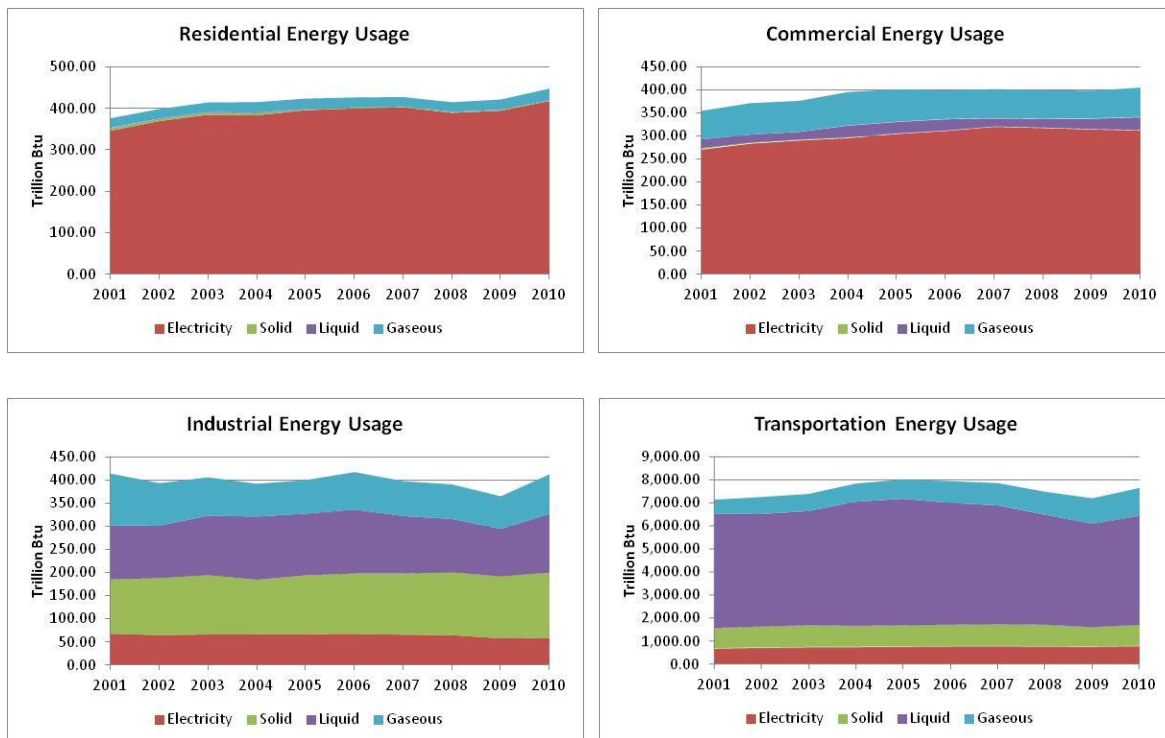 Residential Energy Usage
Trillion Btu
500.00
400.00
300.00
200.00
100.00
0.00
2001 2002 2003 2004 2005 2006 2007 2008 2009 2010
Electricity Solid Liquid Gaseous
Commercial Energy Usage
Trillion Btu
450.00
400.00
350.00
300.00
250.00
200.00
150.00
100.00
50.00
0.00
2001 2002 2003 2004 2005 2006 2007 2008 2009 2010
Electricity Solid Liquid Gaseous
Industrial Energy Usage
Trillion Btu
450.00
400.00
350.00
300.00
250.00
200.00
150.00
100.00
50.00
0.00
2001 2002 2003 2004 2005 2006 2007 2008 2009 2010
Electricity Solid Liquid Gaseous
Transportation Energy Usage
Trillion Btu
9,000.00
8,000.00
7,000.00
6,000.00
5,000.00
4,000.00
3,000.00
2,000.00
1,000.00
0.00
2001 2002 2003 2004 2005 2006 2007 2008 2009 2010
Electricity Solid Liquid Gaseous